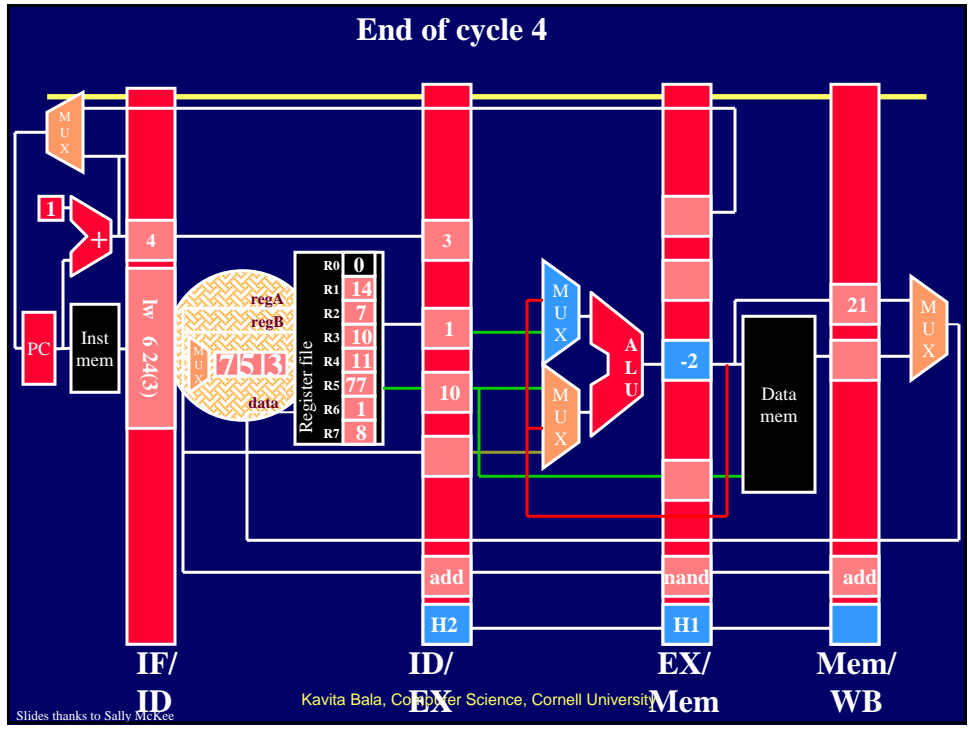 End of cycle 4
M
U
X
1
+
4
3
PC
Inst
mem
lw 6 24(3)
regA
regB
M
U
X
7 5 3
data
Register file
R0 0
R1 14
R2 7
R3 10
R4 11
R5 77
R6 1
R7 8
1
10
M
U
X
M
U
X
A
L
U
-2
Data
mem
21
M
U
X
add
nand
add
H2
H1
IF/
ID
ID/
EX
EX/
Mem
Mem/
WB
Kavita Bala, Computer Science, Cornell University
Slides thanks to Sally McKee